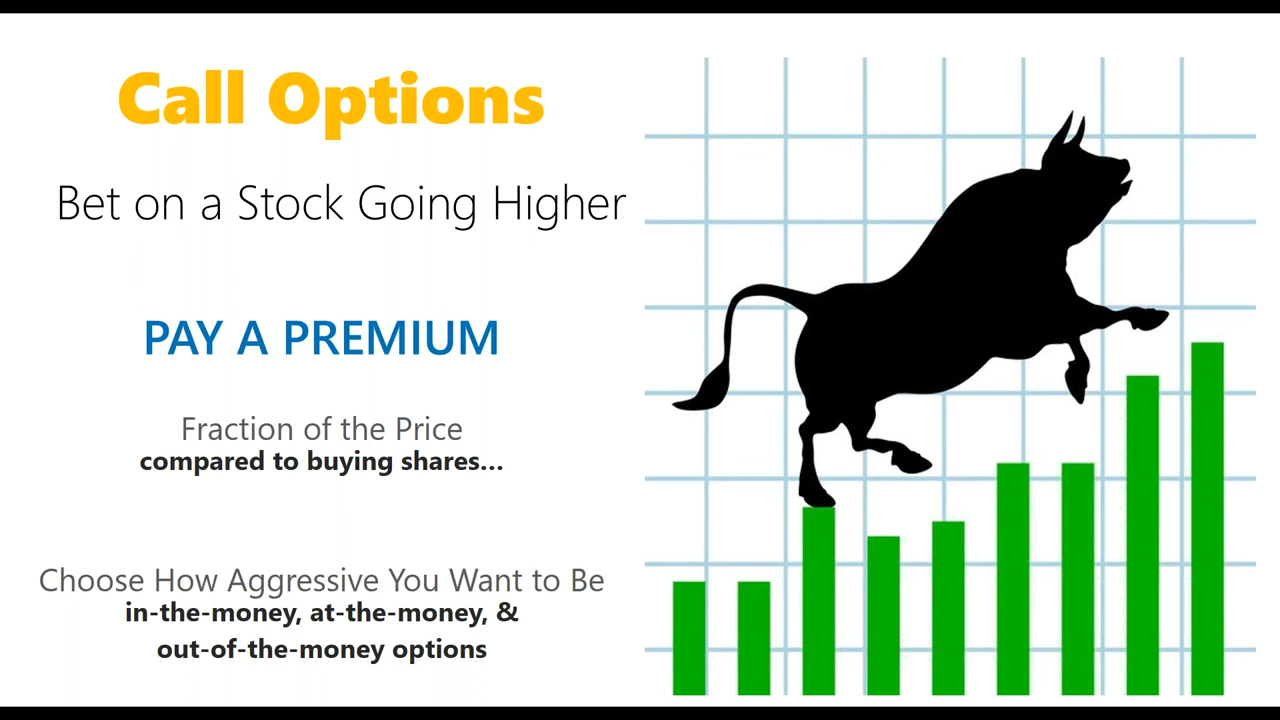 Call Options
Bet on a Stock Going Higher
PAY A PREMIUM
Fraction of the Price
compared to buying shares...
Choose How Aggressive You Want to Be
in-the-money, at-the-money, &
out-of-the-money options